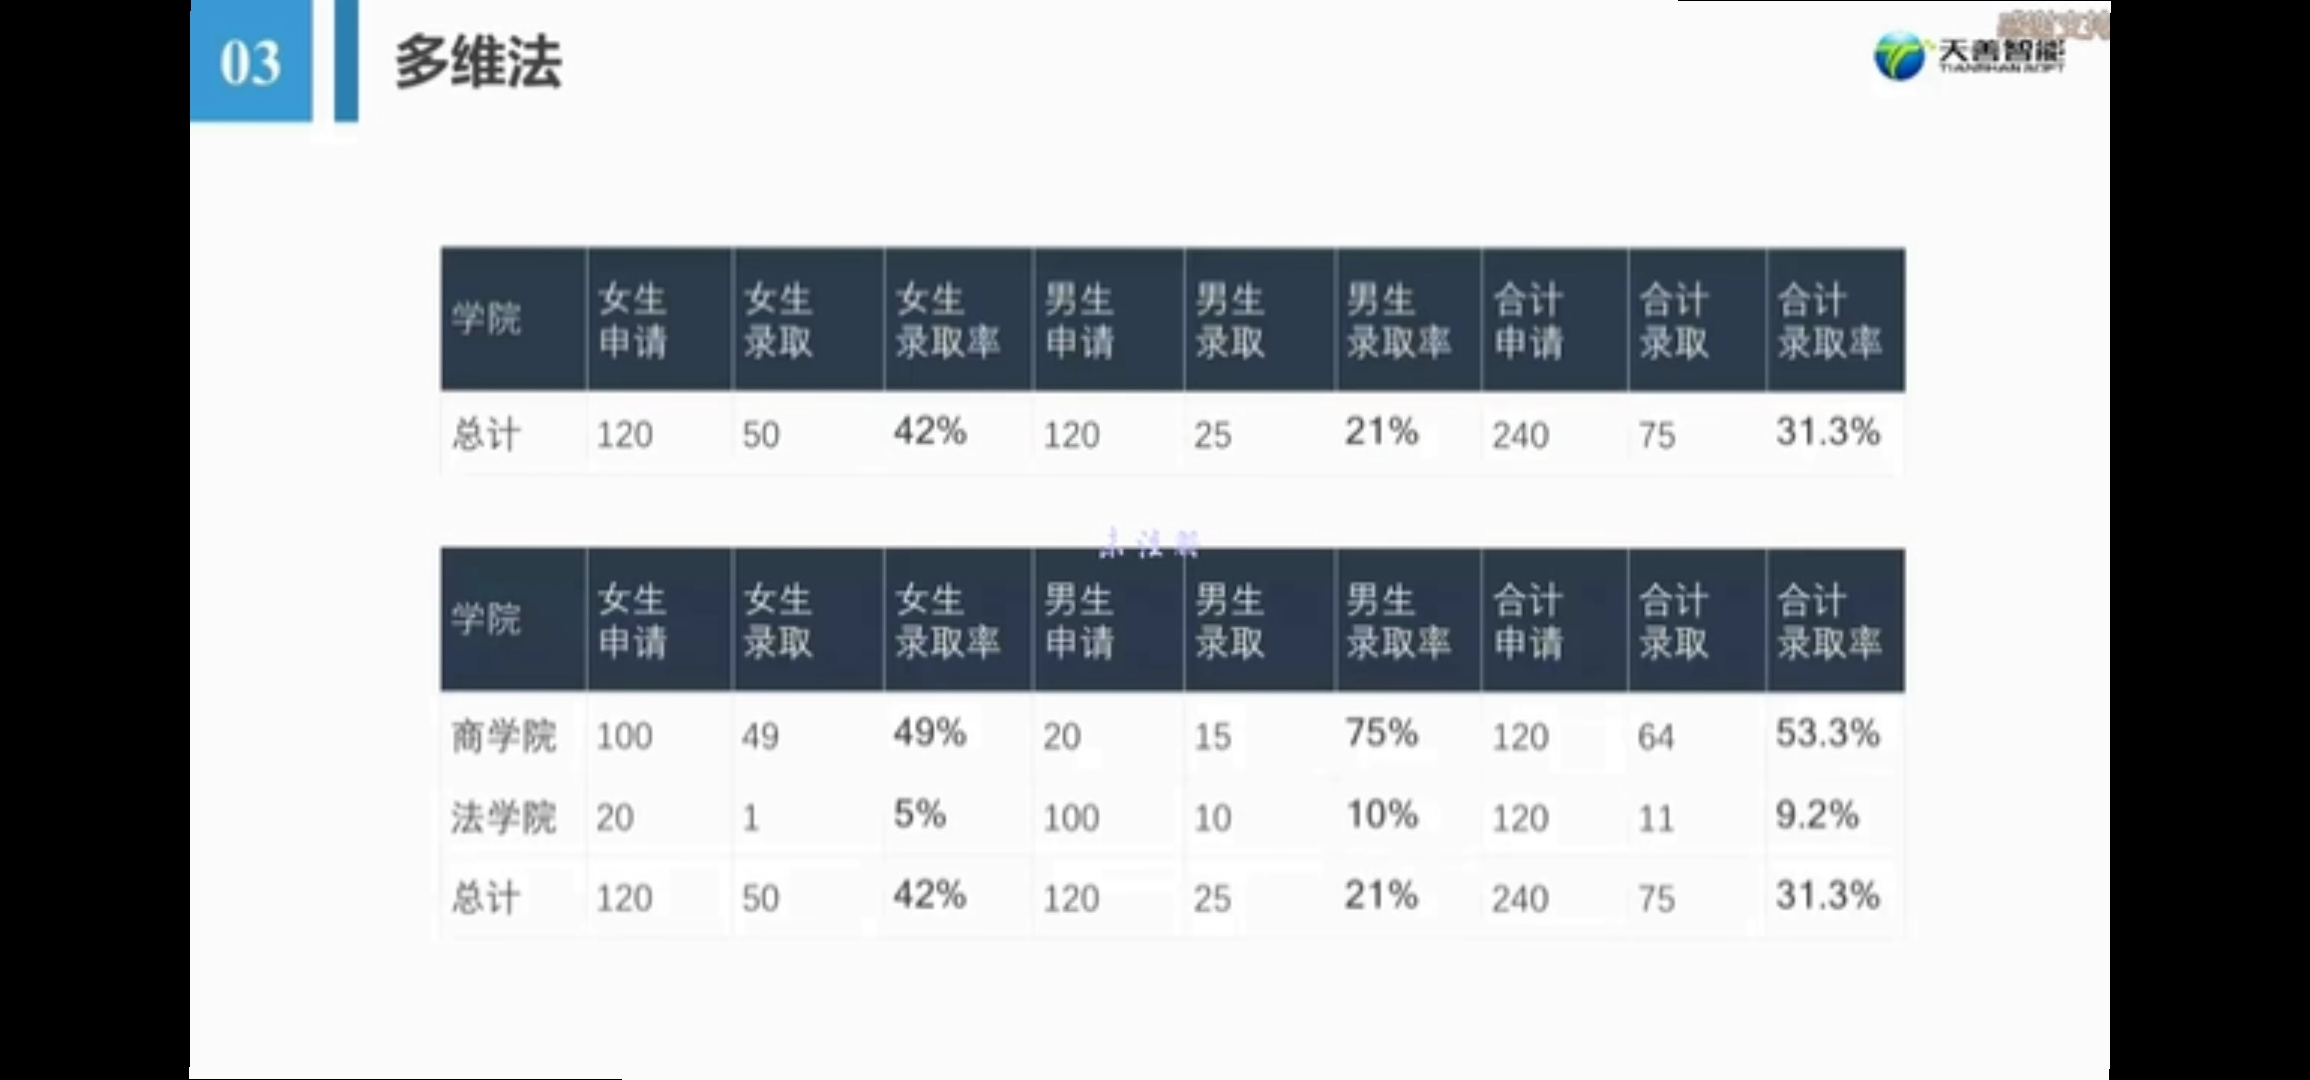 03
多维法
感谢支持
天善智能
TIANSHAN SOFT
学院 女生申请 女生录取 女生录取率 男生申请 男生录取 男生录取率 合计申请 合计录取 合计录取率
总计 120 50 42% 120 25 21% 240 75 31.3%
未注册
学院 女生申请 女生录取 女生录取率 男生申请 男生录取 男生录取率 合计申请 合计录取 合计录取率
商学院 100 49 49% 20 15 75% 120 64 53.3%
法学院 20 1 5% 100 10 10% 120 11 9.2%
总计 120 50 42% 120 25 21% 240 75 31.3%